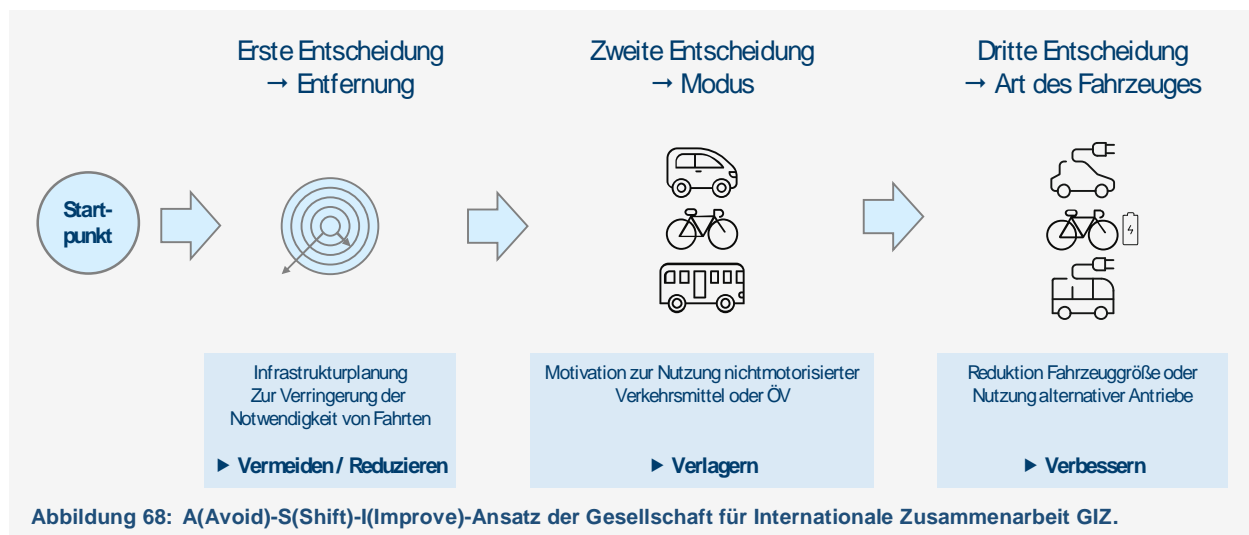 Erste Entscheidung
→ Entfernung
Zweite Entscheidung
→ Modus
Dritte Entscheidung
→ Art des Fahrzeuges
Start-
punkt
Infrastrukturplanung
Zur Verringerung der
Notwendigkeit von Fahrten
► Vermeiden / Reduzieren
Motivation zur Nutzung nichtmotorisierter
Verkehrsmittel oder ÖV
► Verlagern
Reduktion Fahrzeuggröße oder
Nutzung alternativer Antriebe
► Verbessern
Abbildung 68: A(Avoid)-S(Shift)-I(Improve)-Ansatz der Gesellschaft für Internationale Zusammenarbeit GIZ.